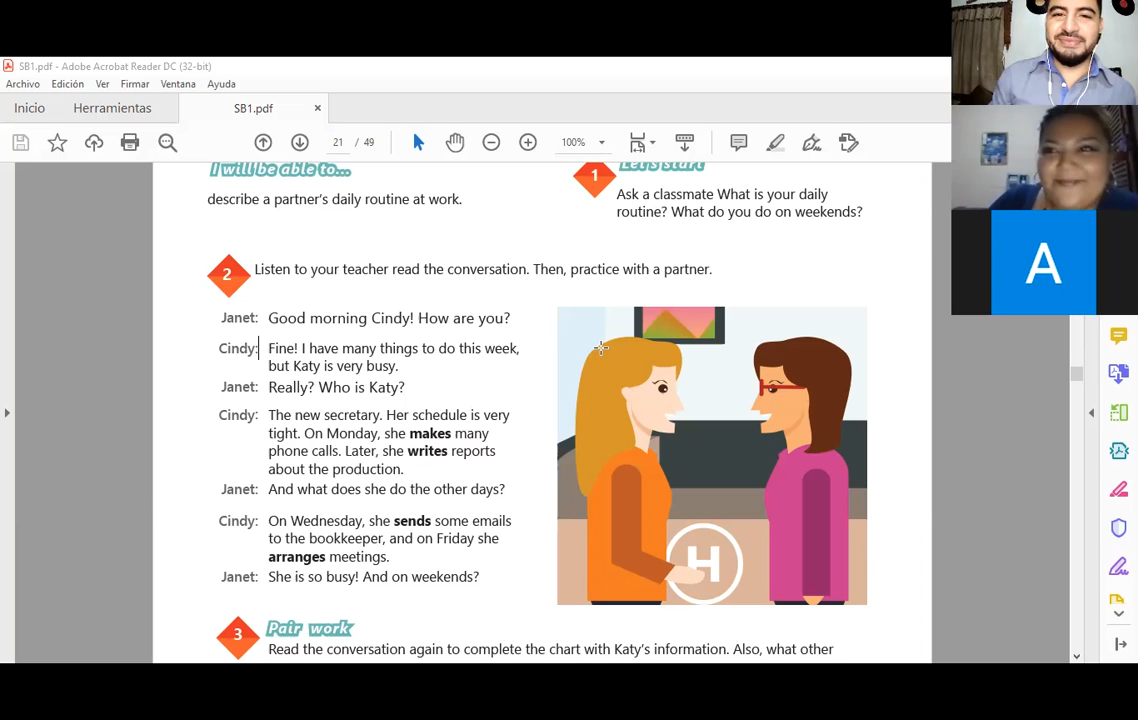 SB1.pdf - Adobe Acrobat Reader DC (32-bit)
Archivo Edición Ver Firmar Ventana Ayuda
Inicio Herramientas SB1.pdf ×
21 / 49 100%
I will be able to...
describe a partner's daily routine at work.
1 Let's start
Ask a classmate What is your daily
routine? What do you do on weekends?
2 Listen to your teacher read the conversation. Then, practice with a partner.
Janet: Good morning Cindy! How are you?
Cindy: Fine! I have many things to do this week,
but Katy is very busy.
Janet: Really? Who is Katy?
Cindy: The new secretary. Her schedule is very
tight. On Monday, she makes many
phone calls. Later, she writes reports
about the production.
Janet: And what does she do the other days?
Cindy: On Wednesday, she sends some emails
to the bookkeeper, and on Friday she
arranges meetings.
Janet: She is so busy! And on weekends?
H
3 Pair work
Read the conversation again to complete the chart with Katy's information. Also, what other
A